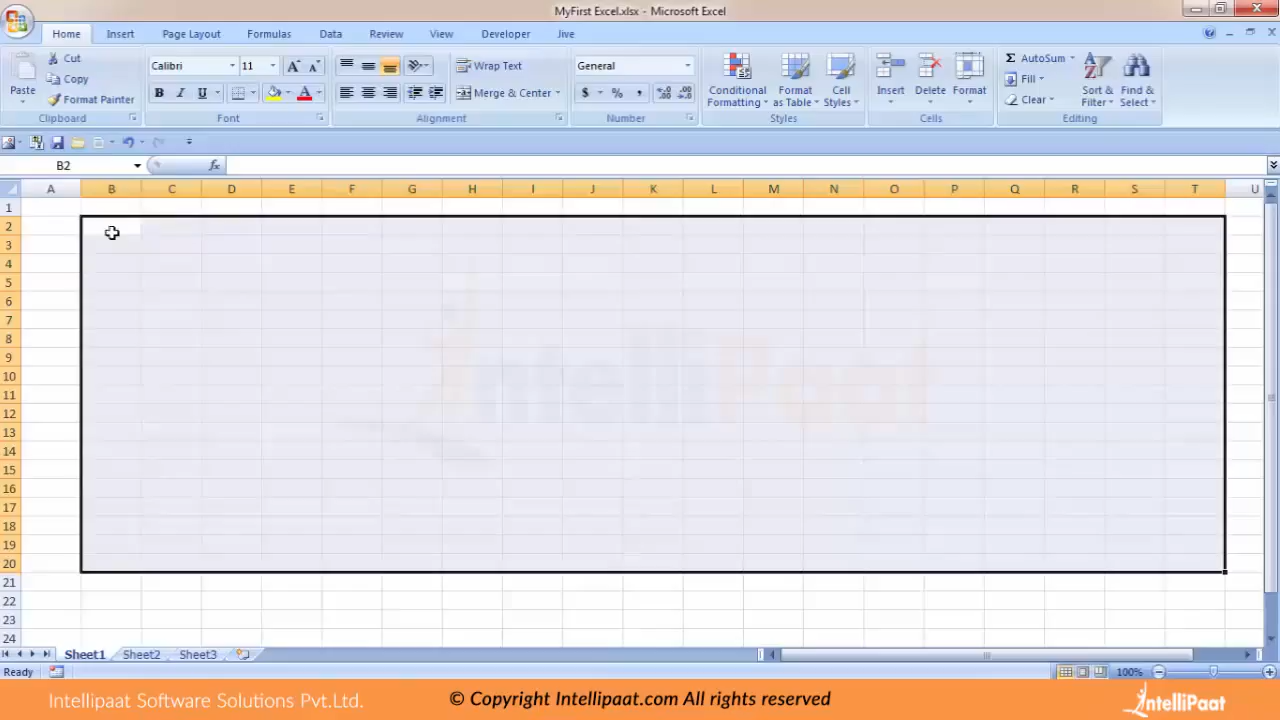 MyFirst Excel.xlsx - Microsoft Excel
Home Insert Page Layout Formulas Data Review View Developer Jive
Paste
Cut
Copy
Format Painter
Clipboard
Calibri 11
B I U A
Font
Wrap Text
Merge & Center
Alignment
General
$ % ,
Number
Conditional Formatting
Format as Table
Cell Styles
Styles
Insert Delete Format
Cells
Σ AutoSum
Fill
Clear
Sort & Filter
Find & Select
Editing
B2 fx
A B C D E F G H I J K L M N O P Q R S T U
1
2
3
4
5
6
7
8
9
10
11
12
13
14
15
16
17
18
19
20
21
22
23
24
IntelliPaat
Sheet1 Sheet2 Sheet3
Ready 100%
Intellipaat Software Solutions Pvt.Ltd. © Copyright Intellipaat.com All rights reserved IntelliPaat